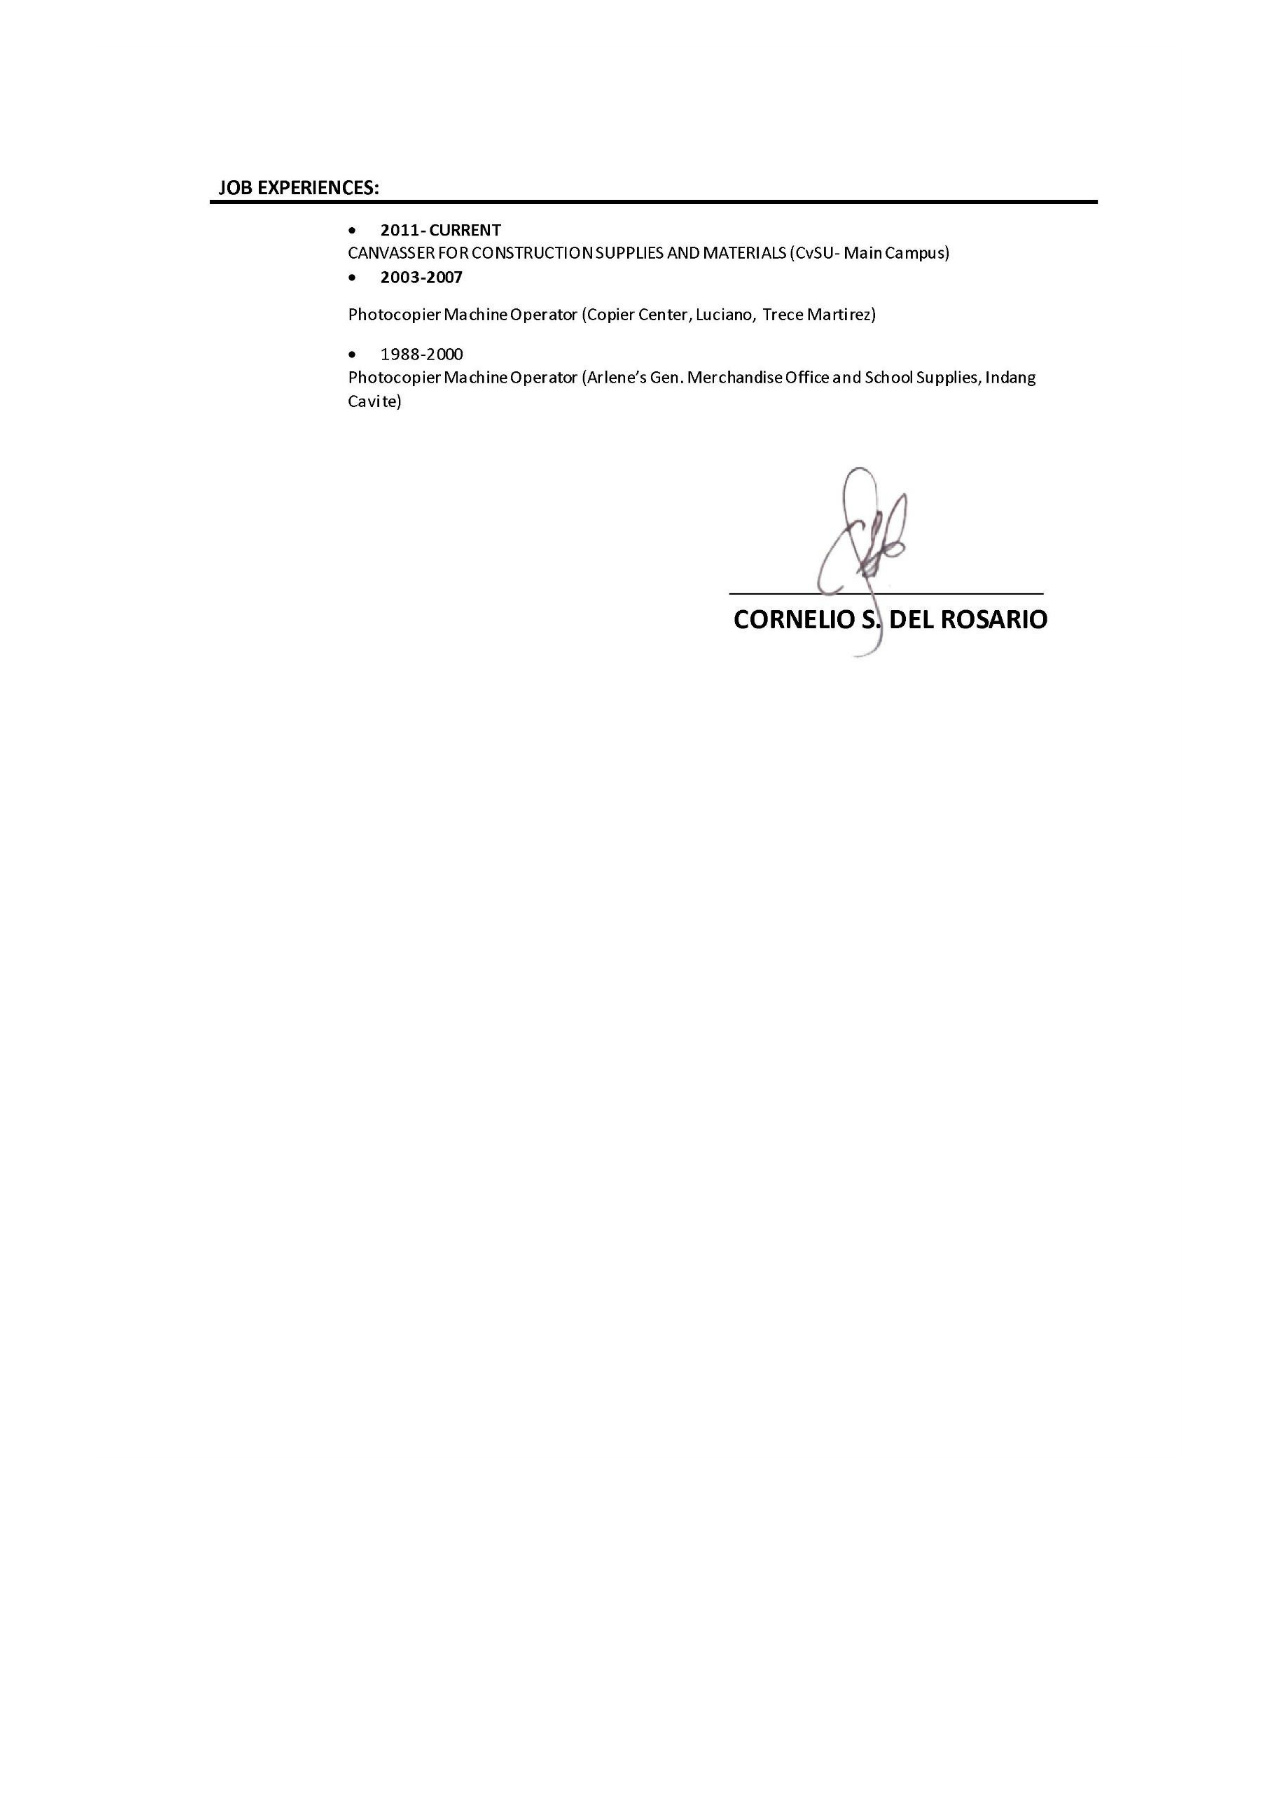 JOB EXPERIENCES:
• 2011- CURRENT
CANVASSER FOR CONSTRUCTION SUPPLIES AND MATERIALS (CvSU- Main Campus)
• 2003-2007
Photocopier Machine Operator (Copier Center, Luciano, Trece Martirez)
• 1988-2000
Photocopier Machine Operator (Arlene’s Gen. Merchandise Office and School Supplies, Indang
Cavite)
CORNELIO S. DEL ROSARIO